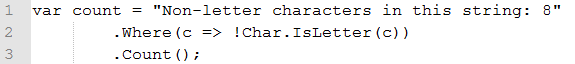 1 var count = "Non-letter characters in this string: 8"
2 .Where(c => !Char.IsLetter(c))
3 .Count();